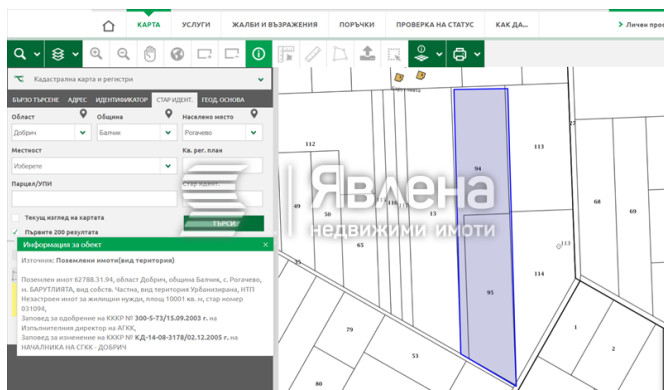 КАРТА
УСЛУГИ
ЖАЛБИ И ВЪЗРАЖЕНИЯ
ПОРЪЧКИ
ПРОВЕРКА НА СТАТУС
КАК ДА...
Личен проф
Кадастрална карта и регистри
БЪРЗО ТЪРСЕНЕ АДРЕС ИДЕНТИФИКАТОР СТАР ИДЕНТ. ГЕОД. ОСНОВА
Област Община Населено място
Добрич Балчик Рогачево
Местност Кв. рег. план
Изберете
Парцел/УПИ Стар идент.
Текущ изглед на картата
ТЪРСИ
Първите 200 резултата
Информация за обект
Източник: Поземлени имоти(вид територия)
Поземлен имот 62788.31.94, област Добрич, община Балчик, с. Рогачево,
м. БАРУТЛИЯТА, вид собств. Частна, вид територия Урбанизирана, НТП
Незастроен имот за жилищни нужди, площ 10001 кв. м, стар номер
031094,
Заповед за одобрение на КККР № 300-5-73/15.09.2003 г. на
Изпълнителния директор на АГКК,
Заповед за изменение на КККР № КД-14-08-3178/02.12.2005 г. на
НАЧАЛНИКА НА СГКК - ДОБРИЧ
Явлена
недвижими имоти
112
94
113
27
49
50
113
116
13
68
69
65
113
35
114
95
79
53
1
2
80